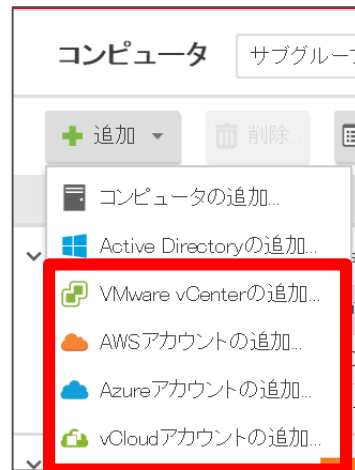 コンピュータ サブグルー
追加 削除...
コンピュータの追加...
Active Directoryの追加...
VMware vCenterの追加...
AWSアカウントの追加...
Azureアカウントの追加...
vCloudアカウントの追加...